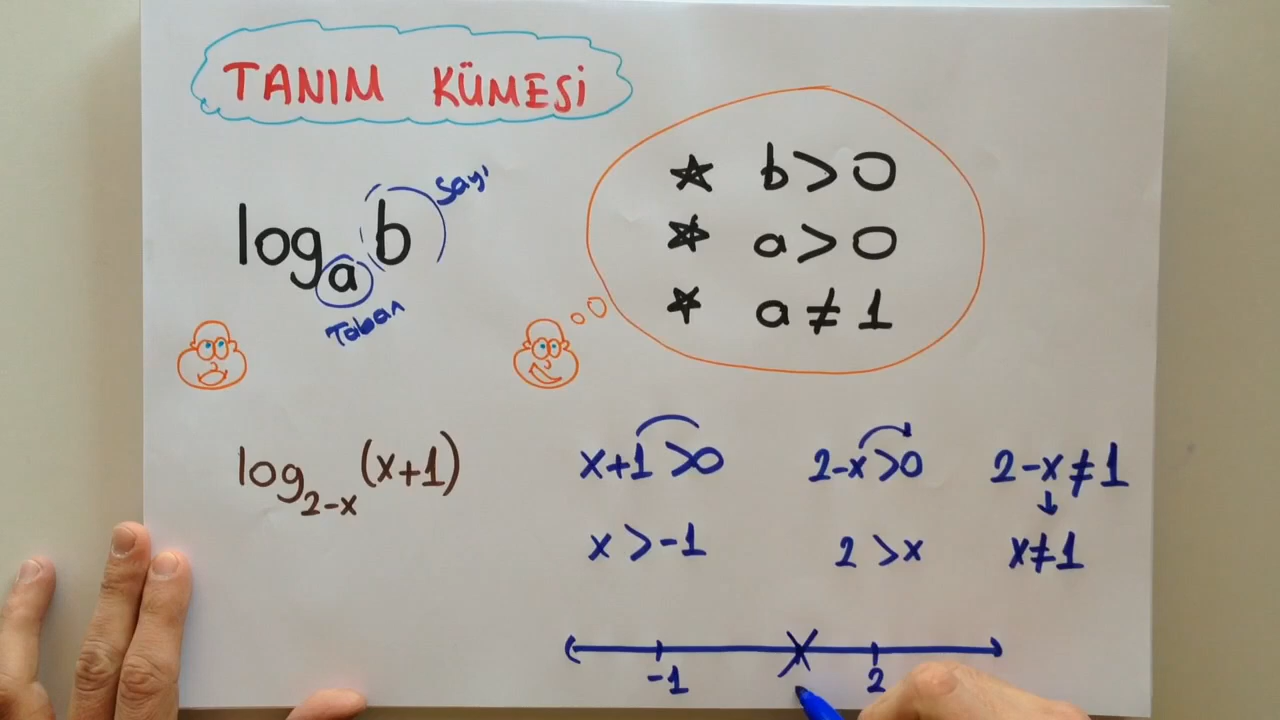 TANIM KÜMESİ
log_a b
Sayı
Taban
☆ b>0
☆ a>0
☆ a≠1
log_{2-x} (x+1)
x+1>0
2-x>0
2-x≠1
x>-1
2>x
x≠1
-1
2